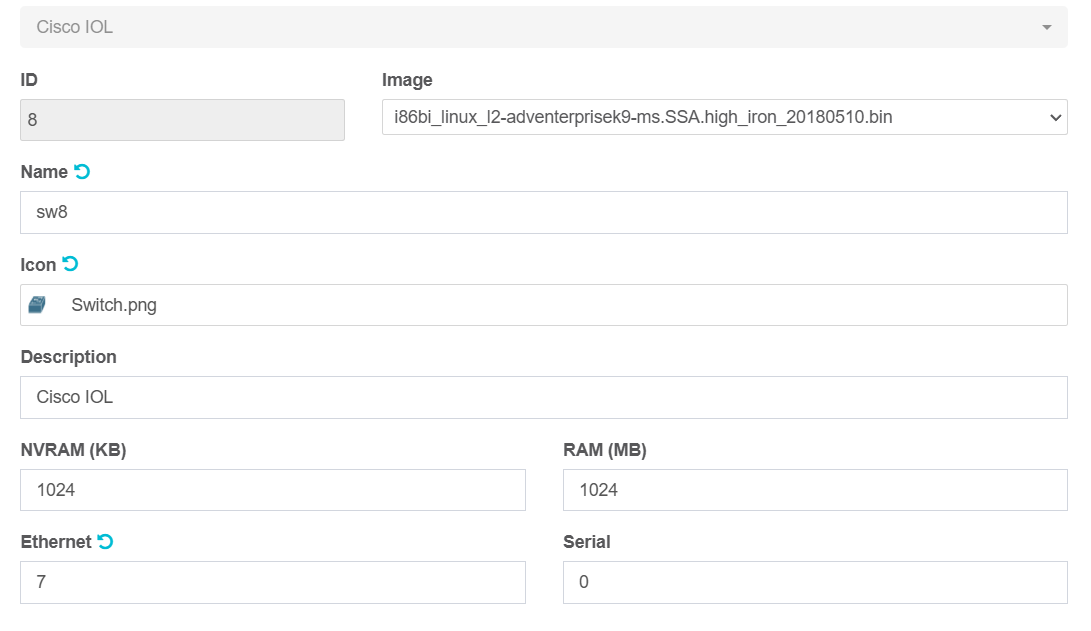 Cisco IOL
ID
Image
8
i86bi_linux_l2-adventerprisek9-ms.SSA.high_iron_20180510.bin
Name
sw8
Icon
Switch.png
Description
Cisco IOL
NVRAM (KB)
RAM (MB)
1024
1024
Ethernet
Serial
7
0